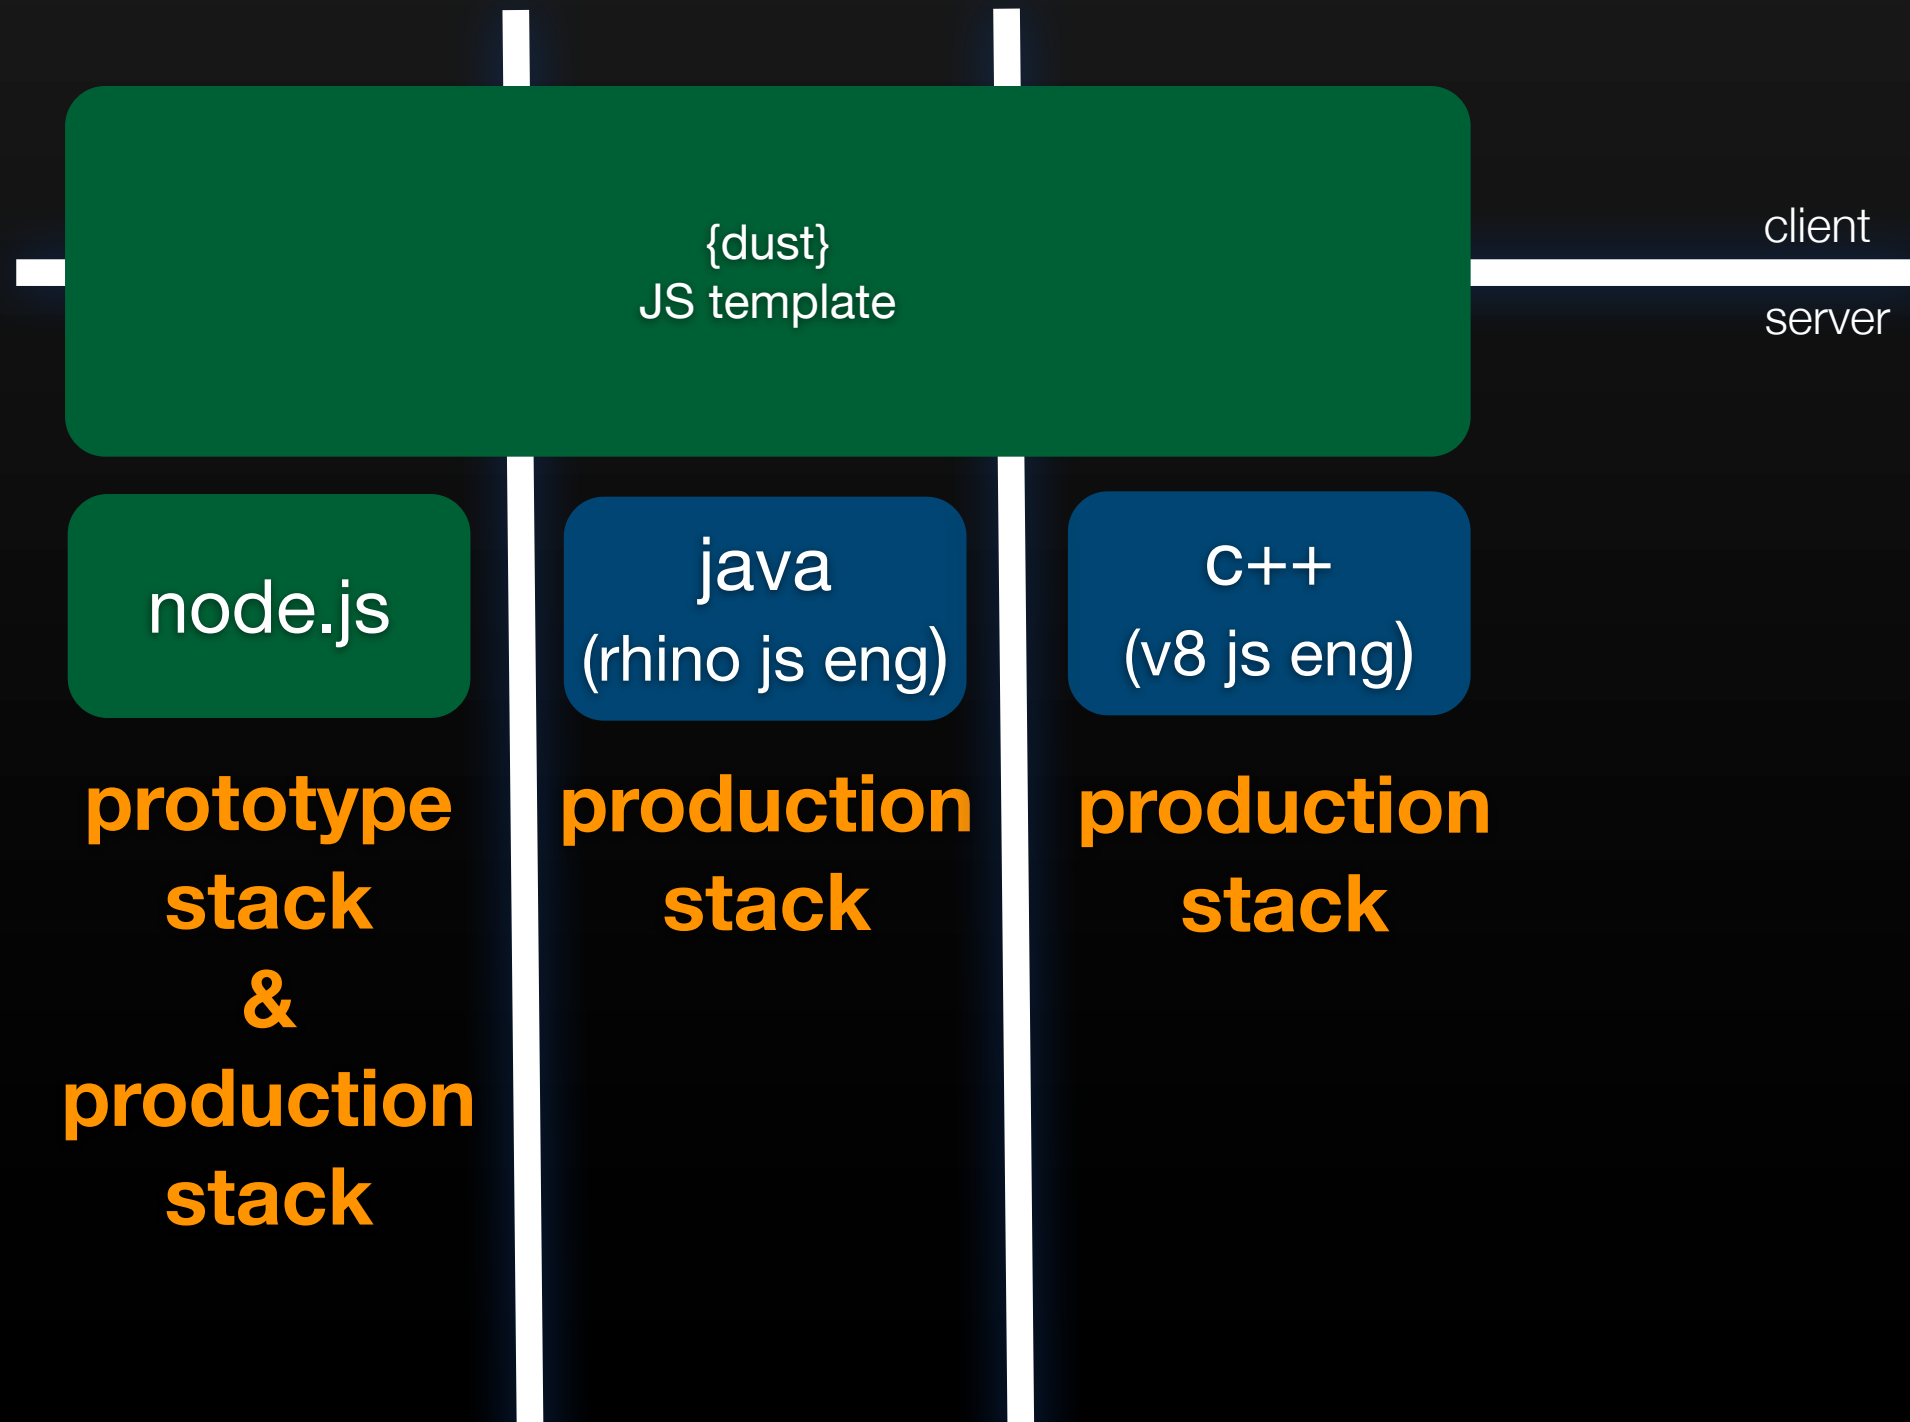 {dust}
JS template
client
server
node.js
java
(rhino js eng)
c++
(v8 js eng)
prototype
stack
&
production
stack
production
stack
production
stack